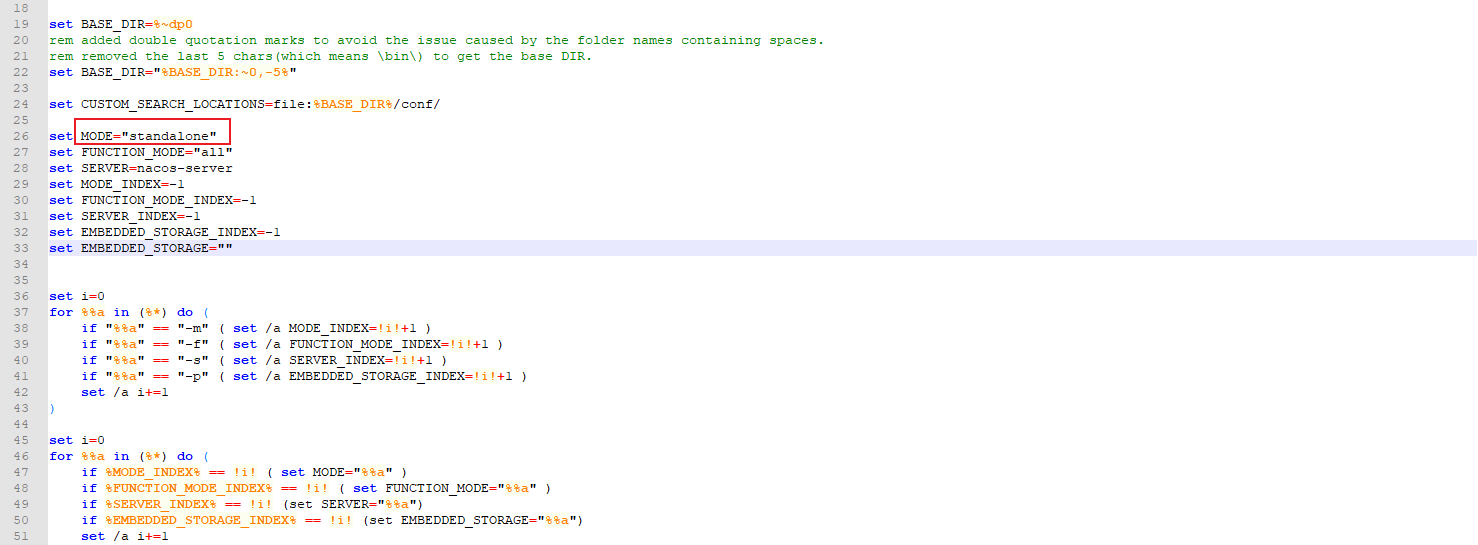 18
19 set BASE_DIR=%~dp0
20 rem added double quotation marks to avoid the issue caused by the folder names containing spaces.
21 rem removed the last 5 chars(which means \bin\) to get the base DIR.
22 set BASE_DIR="%BASE_DIR:~0,-5%"
23
24 set CUSTOM_SEARCH_LOCATIONS=file:%BASE_DIR%/conf/
25
26 set MODE="standalone"
27 set FUNCTION_MODE="all"
28 set SERVER=nacos-server
29 set MODE_INDEX=-1
30 set FUNCTION_MODE_INDEX=-1
31 set SERVER_INDEX=-1
32 set EMBEDDED_STORAGE_INDEX=-1
33 set EMBEDDED_STORAGE=""
34
35
36 set i=0
37 for %%a in (%*) do (
38     if "%%a" == "-m" ( set /a MODE_INDEX=!i!+1 )
39     if "%%a" == "-f" ( set /a FUNCTION_MODE_INDEX=!i!+1 )
40     if "%%a" == "-s" ( set /a SERVER_INDEX=!i!+1 )
41     if "%%a" == "-p" ( set /a EMBEDDED_STORAGE_INDEX=!i!+1 )
42     set /a i+=1
43 )
44
45 set i=0
46 for %%a in (%*) do (
47     if %MODE_INDEX% == !i! ( set MODE="%%a" )
48     if %FUNCTION_MODE_INDEX% == !i! ( set FUNCTION_MODE="%%a" )
49     if %SERVER_INDEX% == !i! (set SERVER="%%a")
50     if %EMBEDDED_STORAGE_INDEX% == !i! (set EMBEDDED_STORAGE="%%a")
51     set /a i+=1